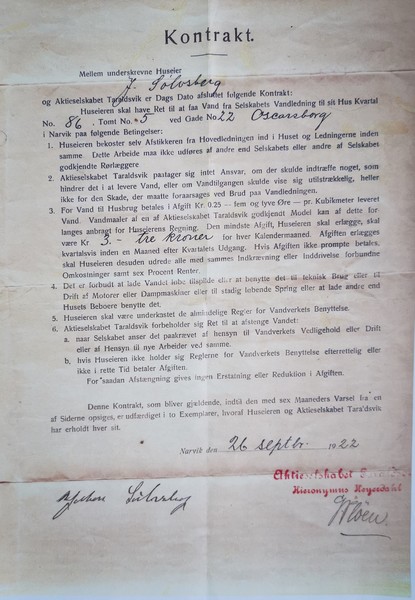 Kontrakt.
Mellem underskrevne Huseier
J. Sølvsberg
og Aktieselskabet Taraldsvik er Dags Dato afsluttet følgende Kontrakt:
Huseieren skal have Ret til at faa Vand fra Selskabets Vandledning til sit Hus Kvartal
No. 86. Tomt No. 5 ved Gade No 22 Oscarsborg
i Narvik paa følgende Betingelser:
1. Huseieren bekoster selv Afstikkeren fra Hovedledningen ind i Huset og Ledningerne inden
samme. Dette Arbeide maa ikke udføres af andre end Selskabets eller andre af Selskabet
godkjendte Rørlæggere
2. Aktieselskabet Taraldsvik paatager sig intet Ansvar, om der skulde indtræffe noget, som
hindrer det i at levere Vand, eller om Vandtilgangen skulde vise sig utilstrækkelig, heller
ikke for den Skade, der maatte foraarsages ved Brud paa Vandledningen.
3. For Vand til Husbrug betales i Afgift Kr. 0.25 – fem og tyve Øre – pr. Kubikmeter leveret
Vand. Vandmaaler af en af Aktieselskabet Taraldsvik godkjendt Model kan af dette for-
langes anbragt for Huseierens Regning. Den mindste Afgift, Huseieren skal erlægge, skal
være Kr. 3.- tre kroner for hver Kalendermaaned. Afgiften erlægges
kvartalsvis inden en Maaned efter Kvartalets Udgang. Hvis Afgiften ikke prompte betales,
skal Huseieren desuden udrede alle med sammes Indkrævning eller Inddrivelse forbundne
Omkostninger samt sex Procent Renter.
4. Det er forbudt at lade Vandet løbe tilspilde eller at benytte det til teknisk Brug eller til
Drift af Motorer eller Dampmaskiner eller til stadig løbende Spring eller at lade andre end
Husets Beboere benytte det.
5. Huseieren skal være underkastet de almindelige Regler for Vandverkets Benyttelse.
6. Aktieselskabet Taraldsvik forbeholder sig Ret til at afstenge Vandet:
a. naar Selskabet anser det paakrævet af hensyn til Vandverkets Vedligehold eller Drift
eller af Hensyn til nye Arbeider ved samme.
b, hvis Huseieren ikke holder sig Reglerne for Vandverkets Benyttelse efterrettelig eller
ikke i rette Tid betaler Afgiften.
For saadan Afstængning gives ingen Erstatning eller Reduktion i Afgiften.
Denne Kontrakt, som bliver gjældende, indtil den med sex Maaneders Varsel fra en
af Siderne opsiges, er udfærdiget i to Exemplarer, hvoraf Huseieren og Aktieselskabet Taraldsvik
har erholdt hver sit.
Narvik den 26 septbr. 1922
Aktieselskabet
Hieronymus Heyerdahl